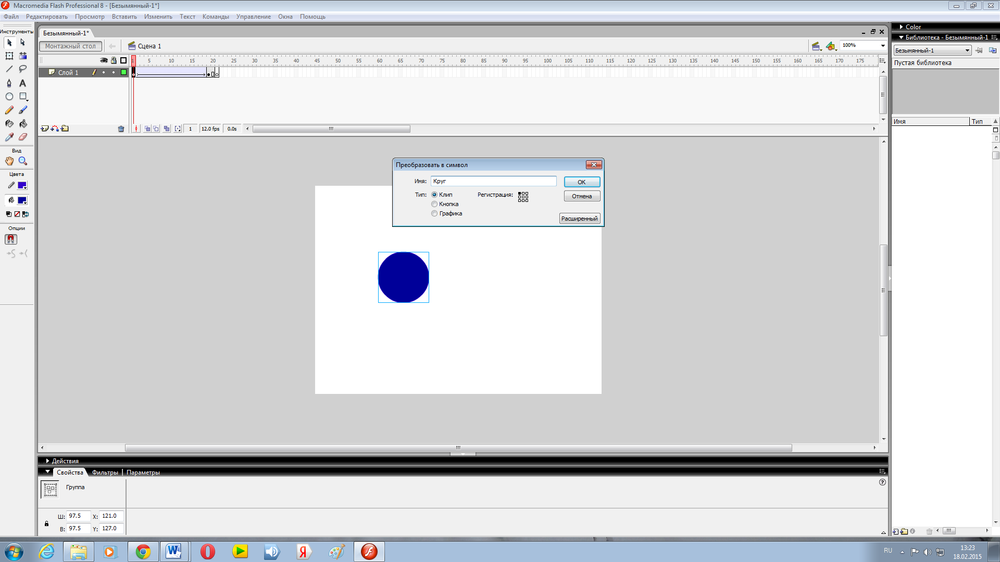 Macromedia Flash Professional 8 - [Безымянный-1*]
Файл Редактировать Просмотр Вставить Изменить Текст Команды Управление Окна Помощь
Инструменты
Безымянный-1*
Монтажный стол
Сцена 1
100%
1 5 10 15 20 25 30 35 40 45 50 55 60 65 70 75 80 85 90 95 100 105 110 115 120 125 130 135 140 145 150 155 160 165 170 175
Слой 1
1 12.0 fps 0.0s
Вид
Цвета
Опции
Преобразовать в символ
Имя: Круг
OK
Тип: Клип
Кнопка
Графика
Регистрация:
Отмена
Расширенный
Действия
Свойства Фильтры Параметры
Группа
Ш: 97.5 X: 121.0
В: 97.5 Y: 127.0
Color
Библиотека - Безымянный-1
Безымянный-1
Пустая библиотека
Имя Тип
RU
13:23
18.02.2015